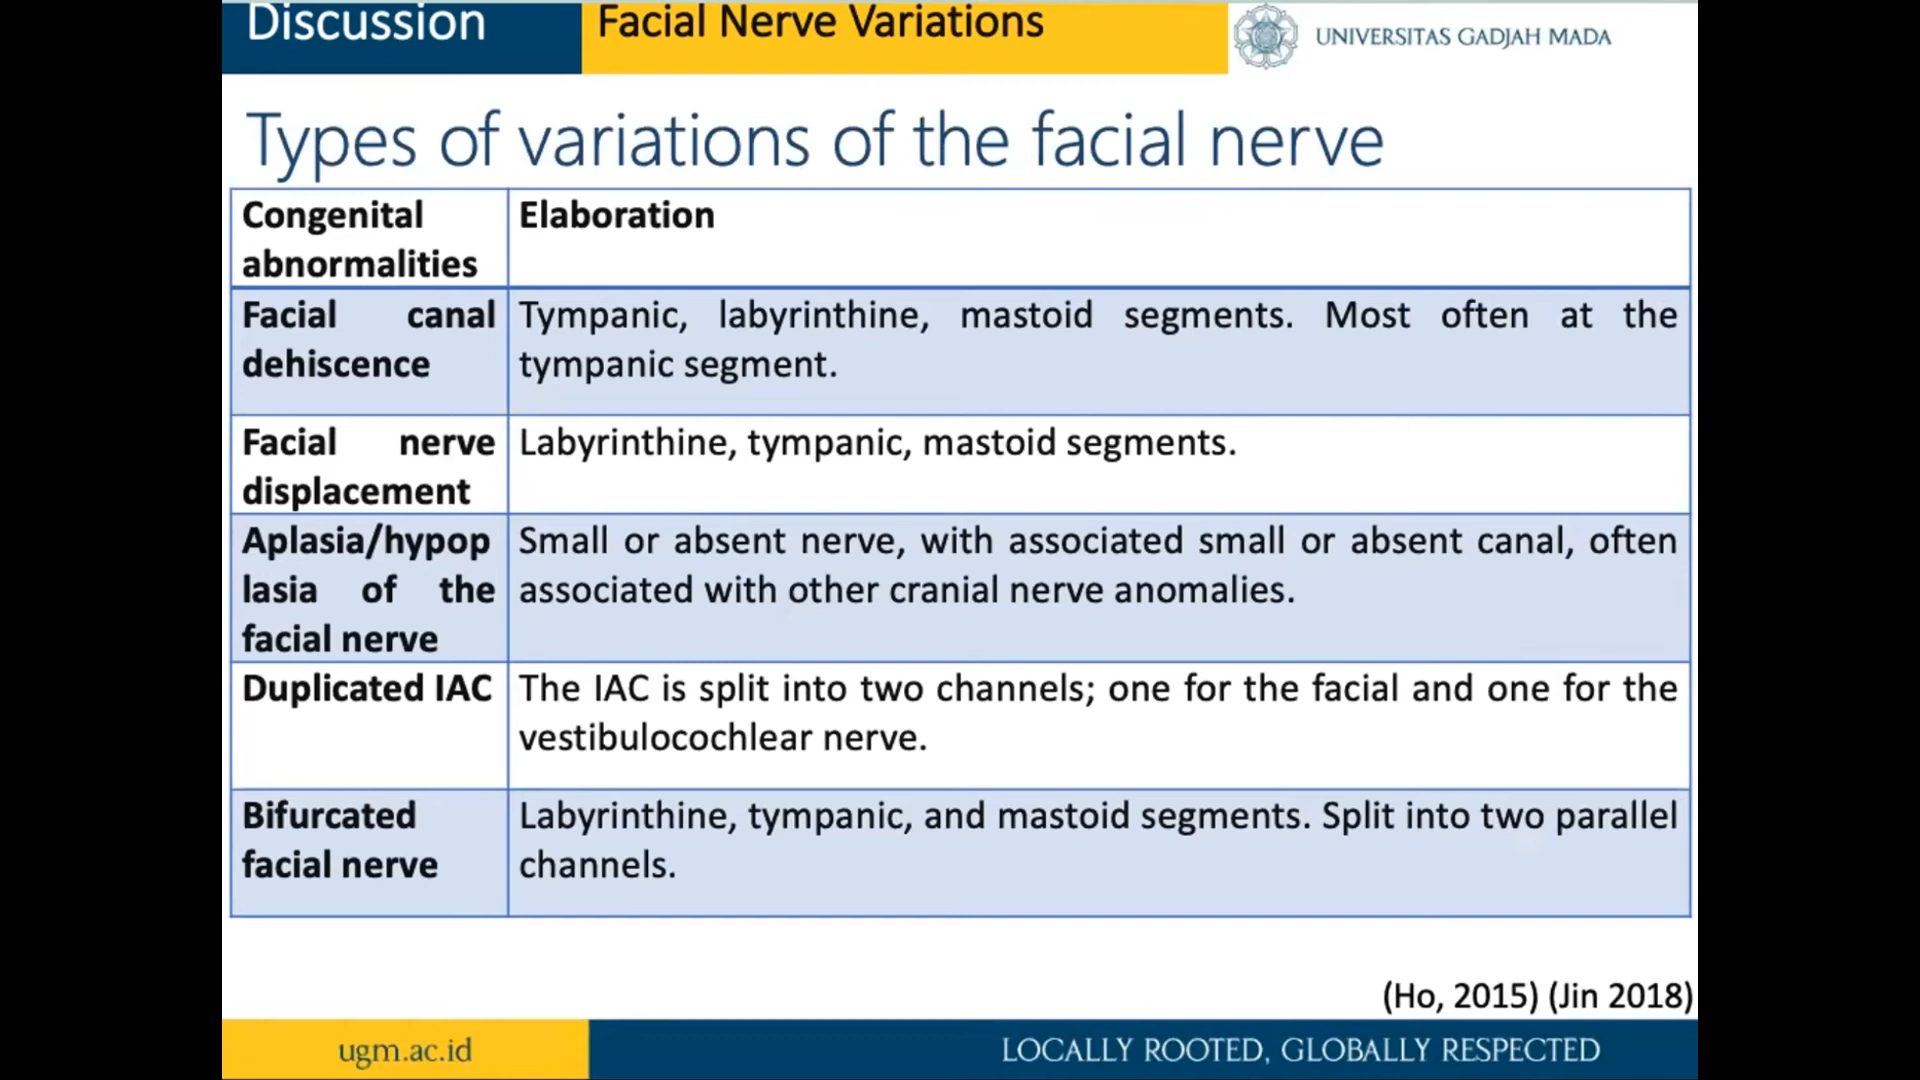 Discussion
Facial Nerve Variations
UNIVERSITAS GADJAH MADA
Types of variations of the facial nerve
Congenital
abnormalities
Elaboration
Facial canal
dehiscence
Tympanic, labyrinthine, mastoid segments. Most often at the
tympanic segment.
Facial nerve
displacement
Labyrinthine, tympanic, mastoid segments.
Aplasia/hypop
lasia of the
facial nerve
Small or absent nerve, with associated small or absent canal, often
associated with other cranial nerve anomalies.
Duplicated IAC
The IAC is split into two channels; one for the facial and one for the
vestibulocochlear nerve.
Bifurcated
facial nerve
Labyrinthine, tympanic, and mastoid segments. Split into two parallel
channels.
(Ho, 2015) (Jin 2018)
ugm.ac.id
LOCALLY ROOTED, GLOBALLY RESPECTED